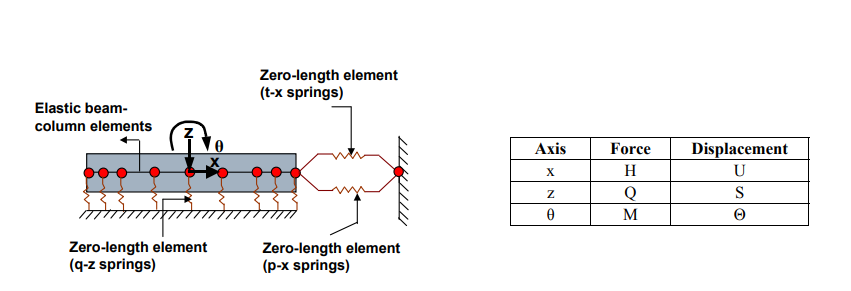 Zero-length element
(t-x springs)
Elastic beam-
column elements
z
θ
x
Zero-length element
(q-z springs)
Zero-length element
(p-x springs)
Axis Force Displacement
x H U
z Q S
θ M Θ